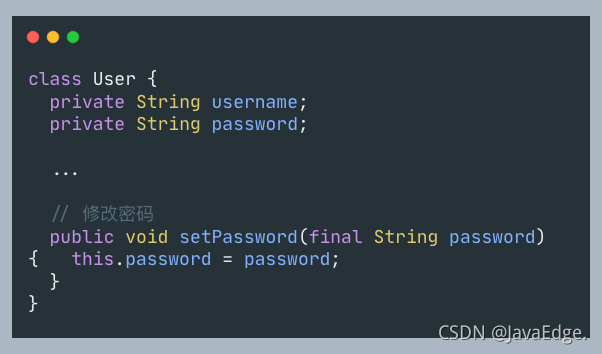 class User {
  private String username;
  private String password;

  ...

  // 修改密码
  public void setPassword(final String password)
{   this.password = password;
  }
}
CSDN @JavaEdge.